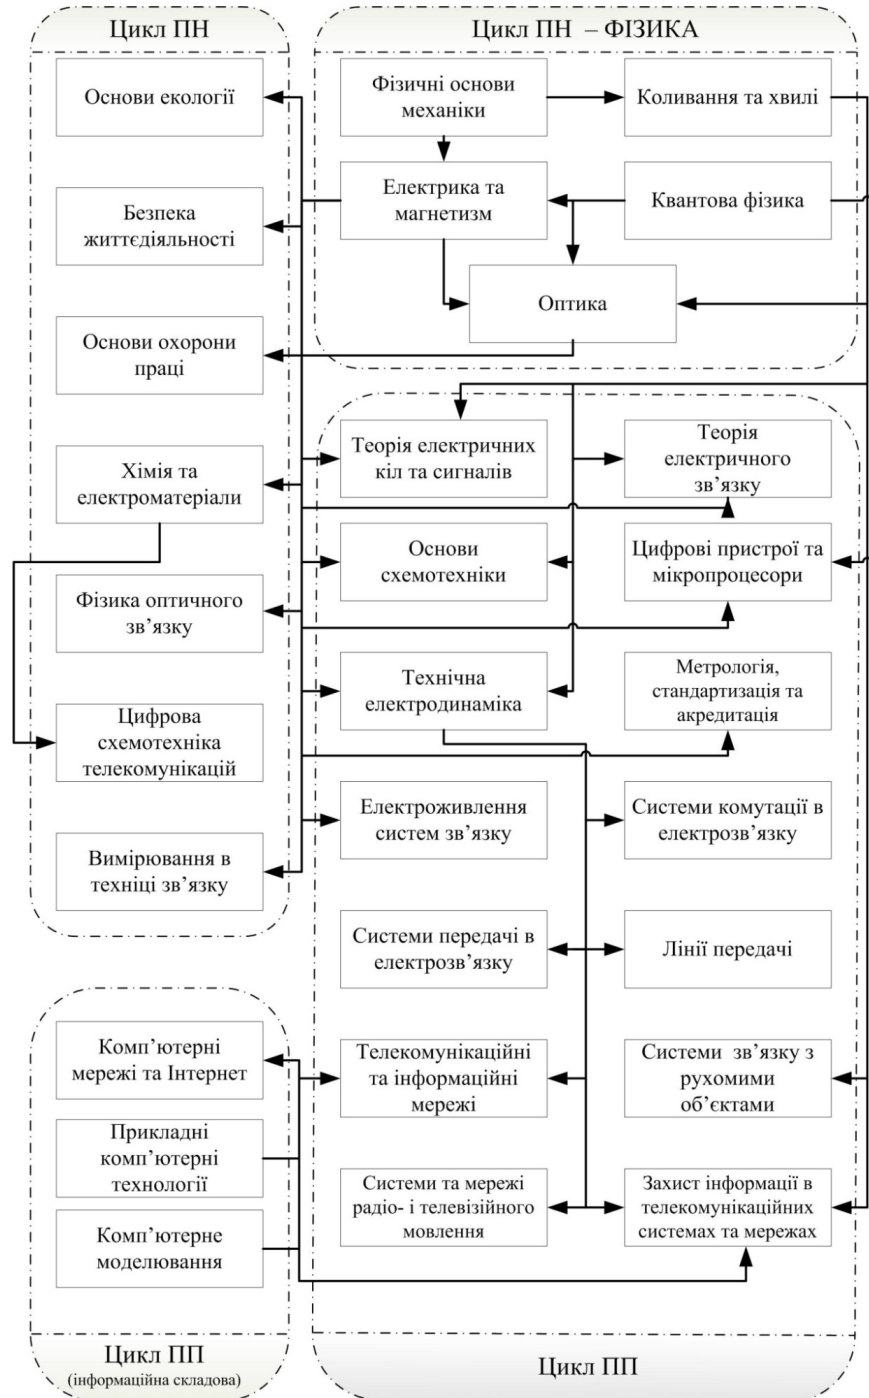 Цикл ПН
Основи екології
Безпека
життєдіяльності
Основи охорони
праці
Хімія та
електроматеріали
Фізика оптичного
зв’язку
Цифрова
схемотехніка
телекомунікацій
Вимірювання в
техніці зв’язку
Цикл ПН – ФІЗИКА
Фізичні основи
механіки
Коливання та хвилі
Електрика та
магнетизм
Квантова фізика
Оптика
Теорія електричних
кіл та сигналів
Теорія
електричного
зв’язку
Основи
схемотехніки
Цифрові пристрої та
мікропроцесори
Технічна
електродинаміка
Метрологія,
стандартизація та
акредитація
Електроживлення
систем зв’язку
Системи комутації в
електрозв’язку
Системи передачі в
електрозв’язку
Лінії передачі
Телекомунікаційні
та інформаційні
мережі
Системи зв’язку з
рухомими
об’єктами
Системи та мережі
радіо- і телевізійного
мовлення
Захист інформації в
телекомунікаційних
системах та мережах
Цикл ПП
Комп’ютерні
мережі та Інтернет
Прикладні
комп’ютерні
технології
Комп’ютерне
моделювання
Цикл ПП
(інформаційна складова)